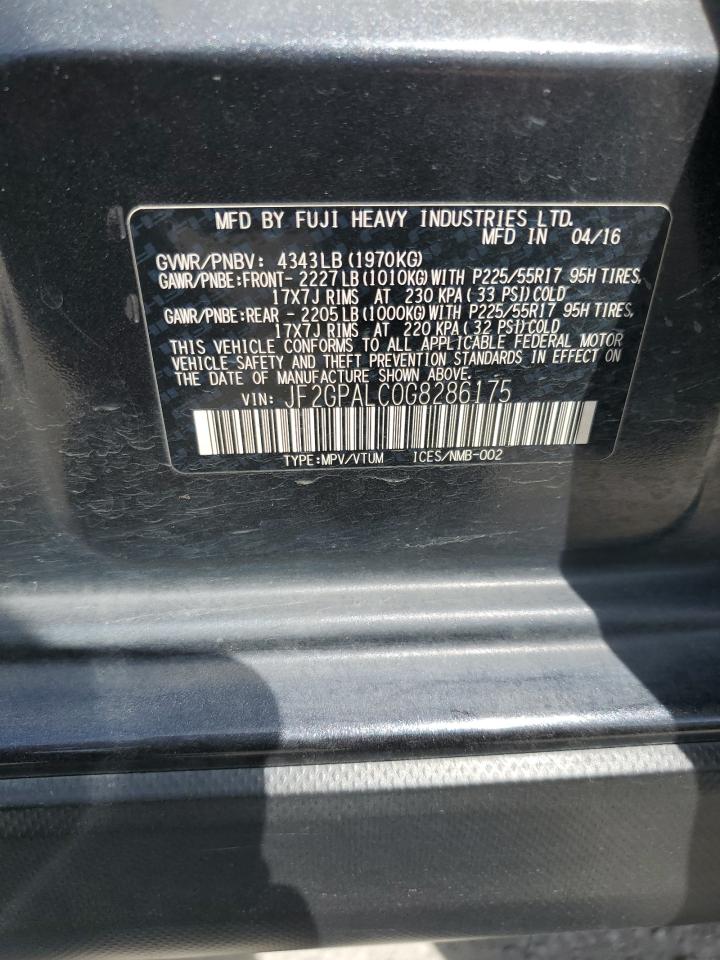 MFD BY FUJI HEAVY INDUSTRIES LTD.
MFD IN 04/16
GVWR/PNBV: 4343LB (1970KG)
GAWR/PNBE:FRONT- 2227LB (1010KG) WITH P225/55R17 95H TIRES,
17X7J RIMS AT 230 KPA ( 33 PSI) COLD
GAWR/PNBE:REAR - 2205LB (1000KG) WITH P225/55R17 95H TIRES,
17X7J RIMS AT 220 KPA ( 32 PSI) COLD
THIS VEHICLE CONFORMS TO ALL APPLICABLE FEDERAL MOTOR
VEHICLE SAFETY AND THEFT PREVENTION STANDARDS IN EFFECT ON
THE DATE OF MANUFACTURE SHOWN ABOVE.
VIN: JF2GPALC0G8286175
TYPE:MPV/VTUM ICES/NMB-002